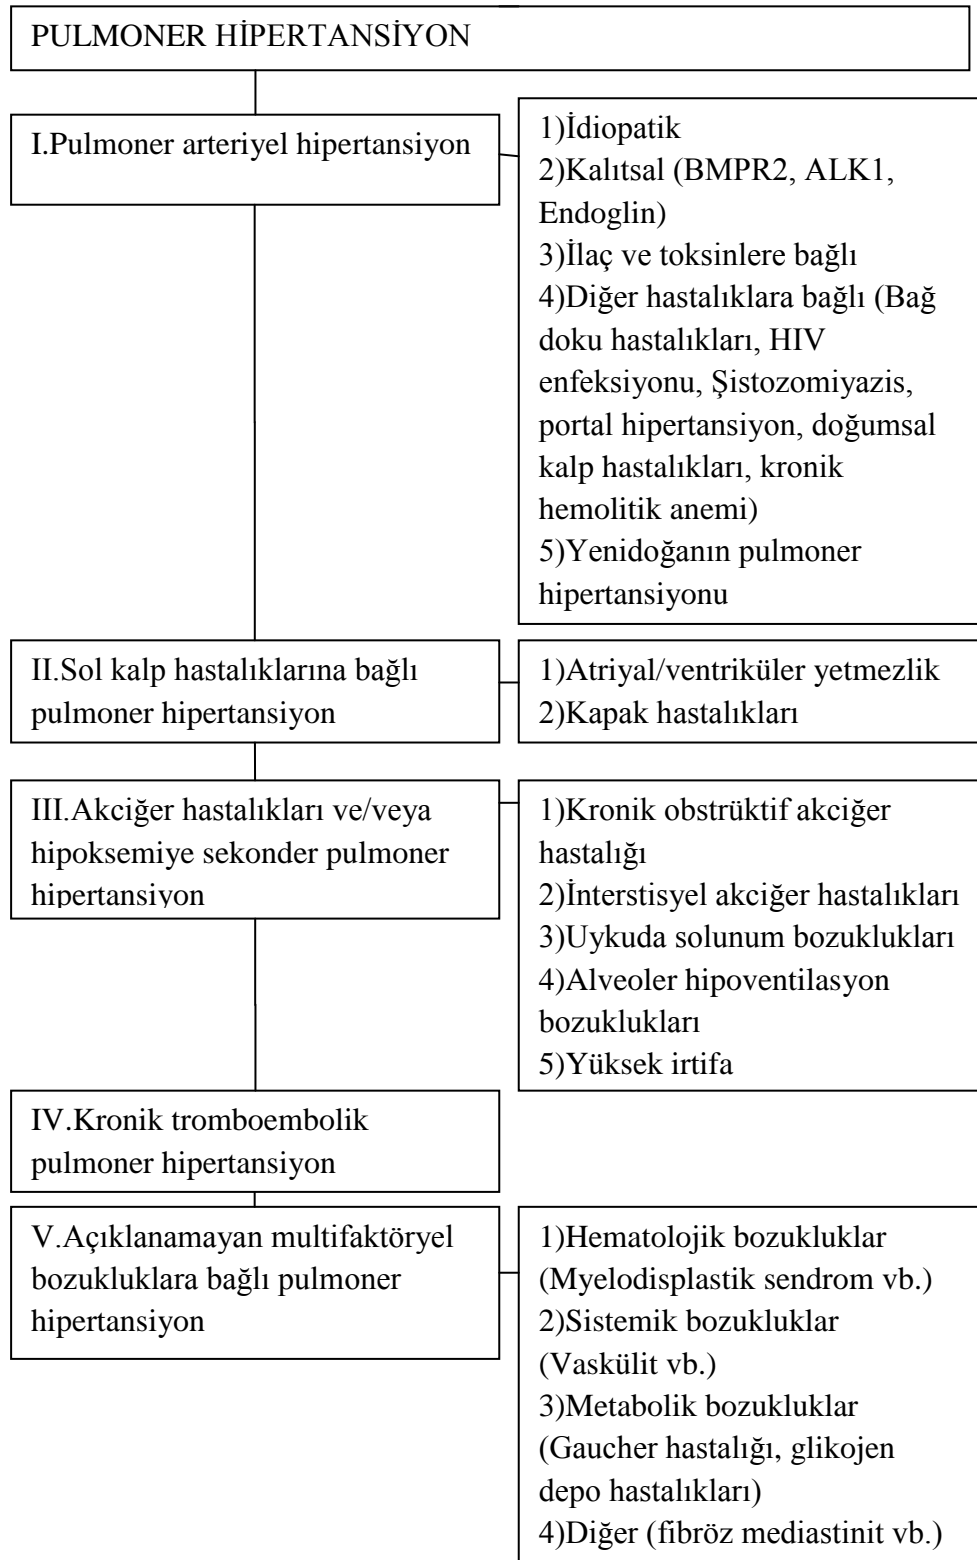 PULMONER HİPERTANSİYON
I.Pulmoner arteriyel hipertansiyon
1)İdiopatik
2)Kalıtsal (BMPR2, ALK1,
Endoglin)
3)İlaç ve toksinlere bağlı
4)Diğer hastalıklara bağlı (Bağ
doku hastalıkları, HIV
enfeksiyonu, Şistozomiyazis,
portal hipertansiyon, doğumsal
kalp hastalıkları, kronik
hemolitik anemi)
5)Yenidoğanın pulmoner
hipertansiyonu
II.Sol kalp hastalıklarına bağlı
pulmoner hipertansiyon
1)Atriyal/ventriküler yetmezlik
2)Kapak hastalıkları
III.Akciğer hastalıkları ve/veya
hipoksemiye sekonder pulmoner
hipertansiyon
1)Kronik obstrüktif akciğer
hastalığı
2)İnterstisyel akciğer hastalıkları
3)Uykuda solunum bozuklukları
4)Alveoler hipoventilasyon
bozuklukları
5)Yüksek irtifa
IV.Kronik tromboembolik
pulmoner hipertansiyon
V.Açıklanamayan multifaktöryel
bozukluklara bağlı pulmoner
hipertansiyon
1)Hematolojik bozukluklar
(Myelodisplastik sendrom vb.)
2)Sistemik bozukluklar
(Vaskülit vb.)
3)Metabolik bozukluklar
(Gaucher hastalığı, glikojen
depo hastalıkları)
4)Diğer (fibröz mediastinit vb.)